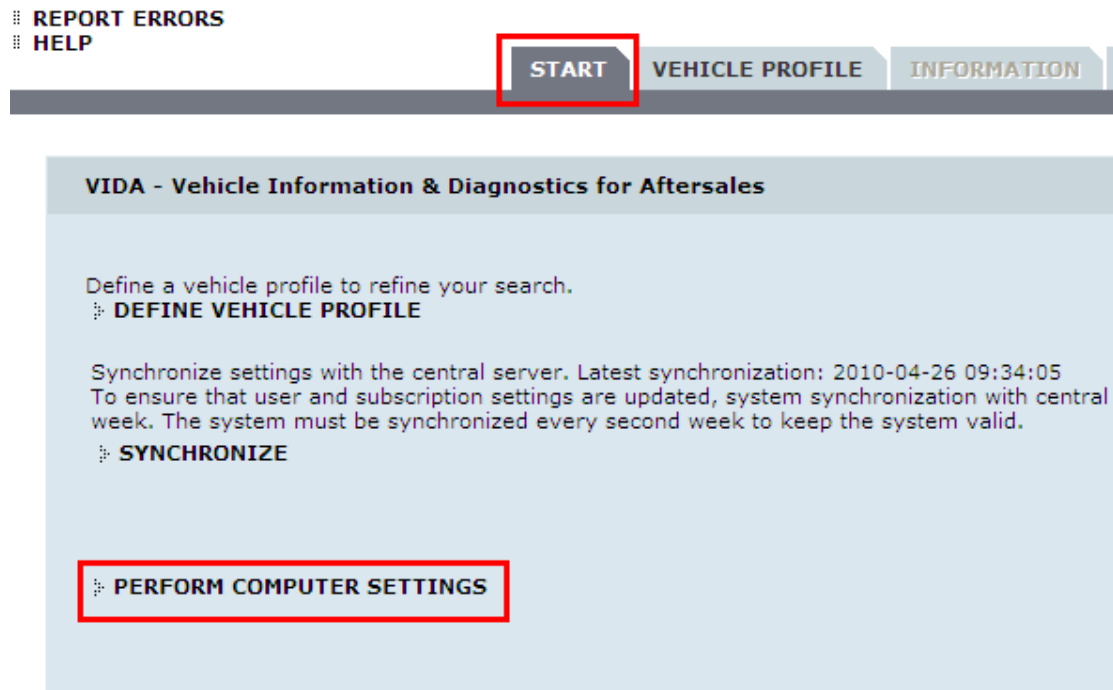 REPORT ERRORS
HELP
START
VEHICLE PROFILE
INFORMATION
VIDA - Vehicle Information & Diagnostics for Aftersales
Define a vehicle profile to refine your search.
DEFINE VEHICLE PROFILE
Synchronize settings with the central server. Latest synchronization: 2010-04-26 09:34:05
To ensure that user and subscription settings are updated, system synchronization with central
week. The system must be synchronized every second week to keep the system valid.
SYNCHRONIZE
PERFORM COMPUTER SETTINGS